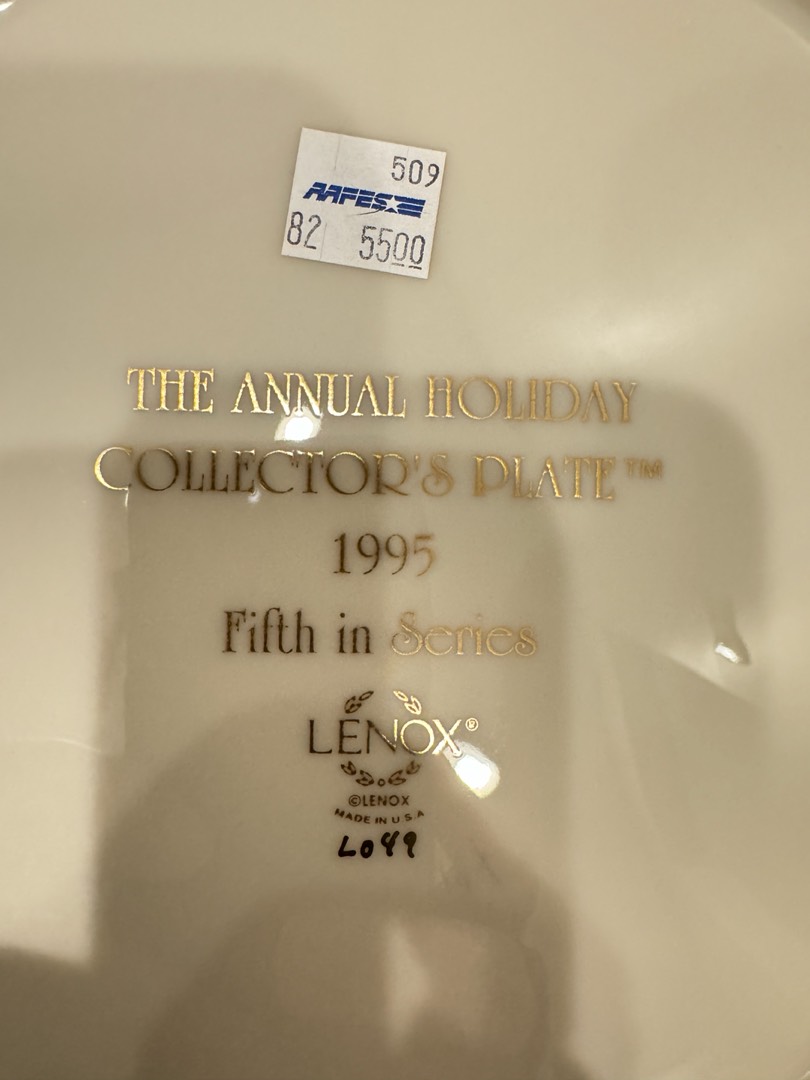 509
AAFES
82 5500
THE ANNUAL HOLIDAY
COLLECTOR'S PLATE™
1995
Fifth in Series
LENOX®
©LENOX
MADE IN U.S.A
L049